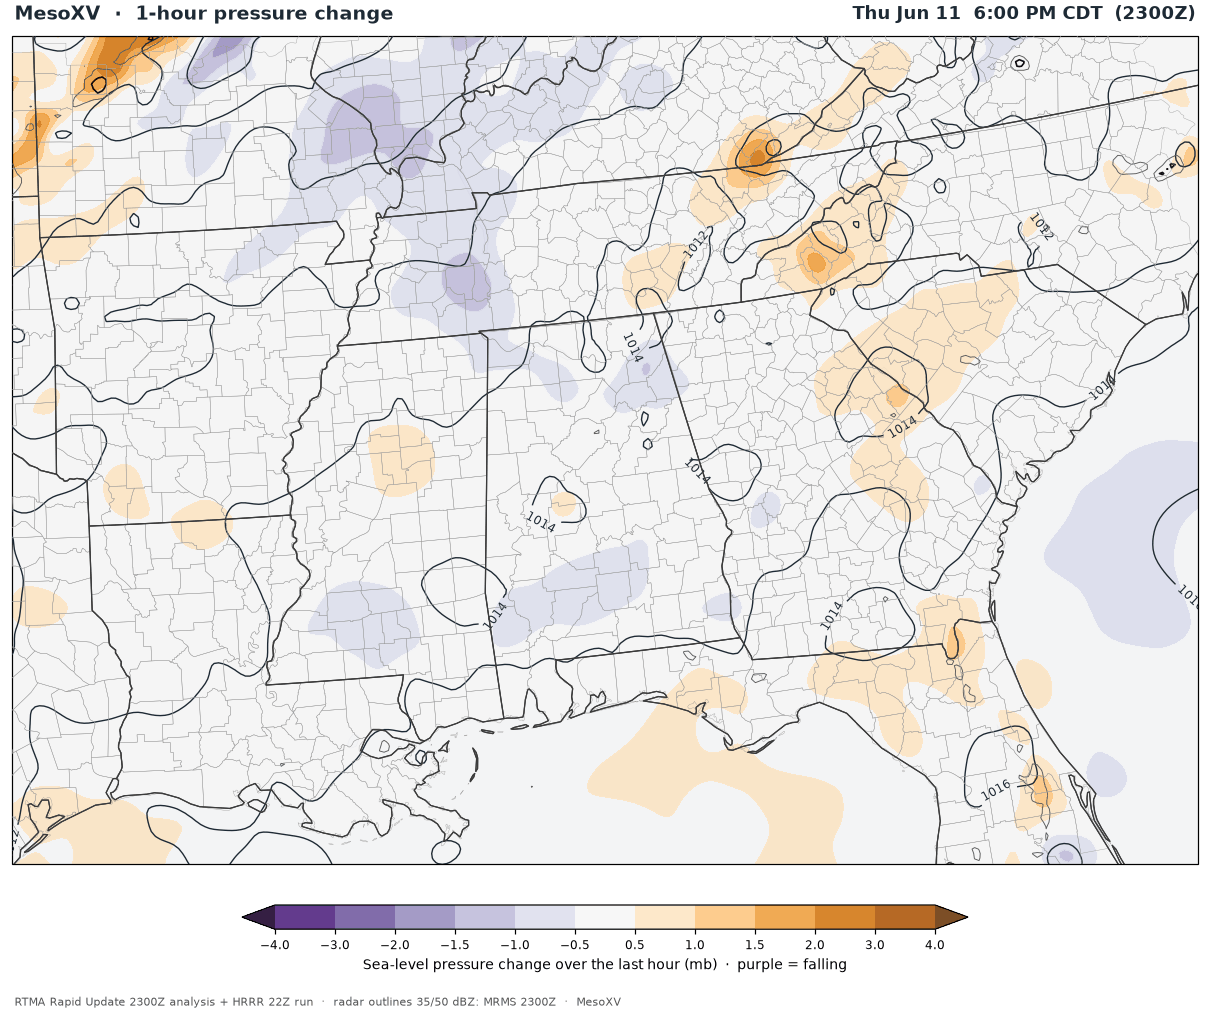 MesoXV · 1-hour pressure change
Thu Jun 11 6:00 PM CDT (2300Z)
1012
1012
1014
1014
1014
1014
1014
1014
1014
1016
−4.0 −3.0 −2.0 −1.5 −1.0 −0.5 0.5 1.0 1.5 2.0 3.0 4.0
Sea-level pressure change over the last hour (mb) · purple = falling
RTMA Rapid Update 2300Z analysis + HRRR 22Z run · radar outlines 35/50 dBZ: MRMS 2300Z · MesoXV